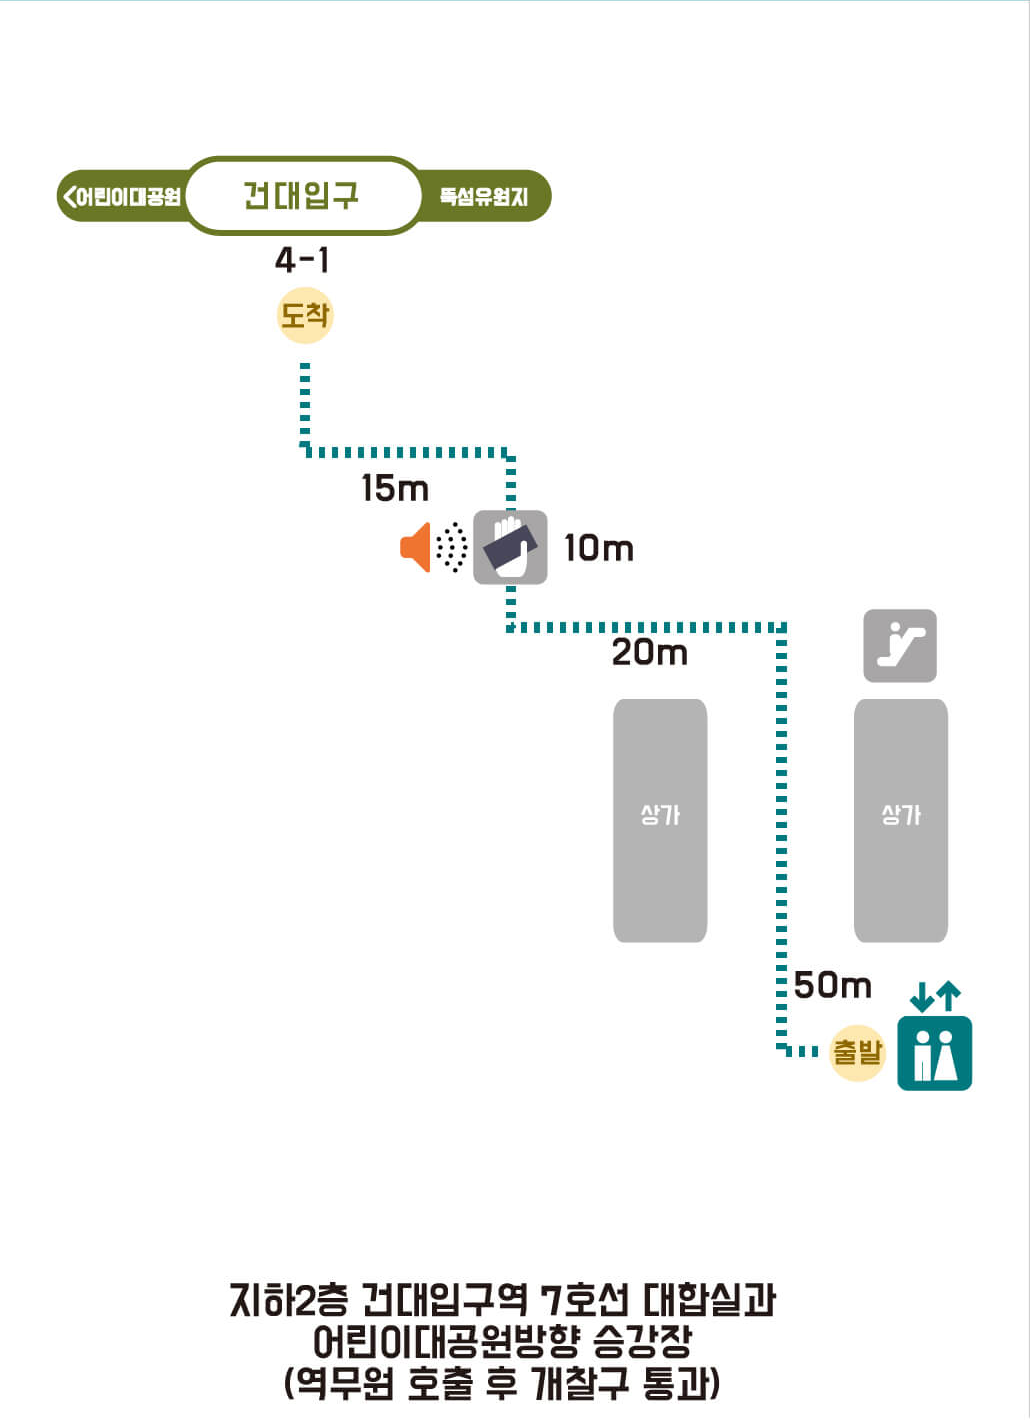 <어린이대공원 건대입구 뚝섬유원지
4-1
도착
15m
10m
20m
상가 상가
50m
출발
지하2층 건대입구역 7호선 대합실과
어린이대공원방향 승강장
(역무원 호출 후 개찰구 통과)